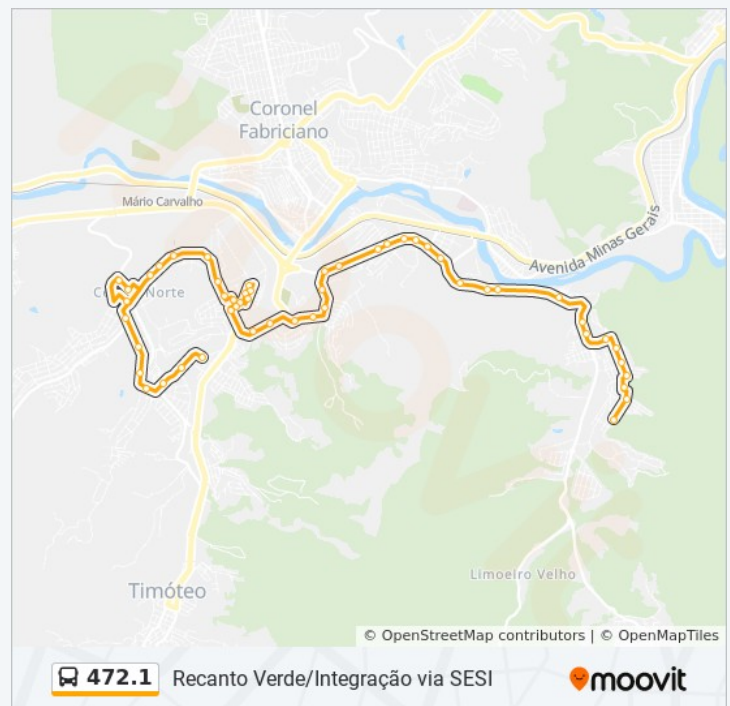 Coronel
Fabriciano
Mário Carvalho
Avenida Minas Gerais
Norte
Limoeiro Velho
Timóteo
© OpenStreetMap contributors | © OpenMapTiles
472.1 Recanto Verde/Integração via SESI
moovit